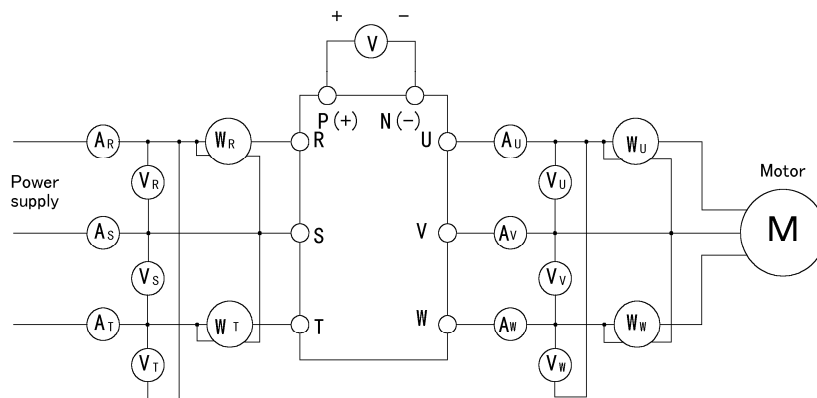 + −
V
P(+) N(−)
AR WR R U AU WU
VR VU
Power
supply
Motor
AS S V AV M
VS VV
AT WT T W AW WW
VT VW